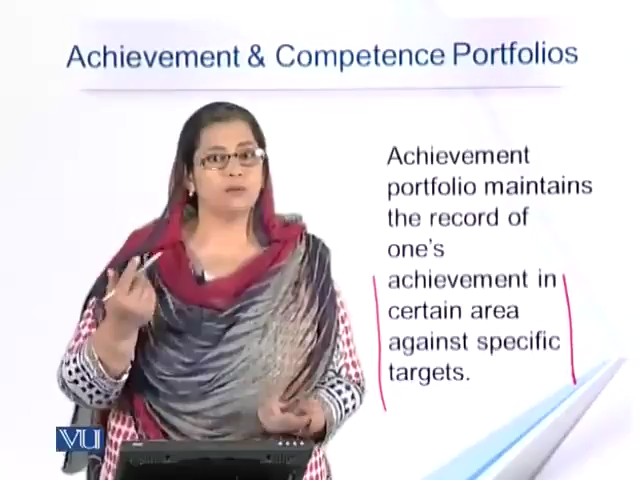 Achievement & Competence Portfolios
Achievement
portfolio maintains
the record of
one's
achievement in
certain area
against specific
targets.
VU